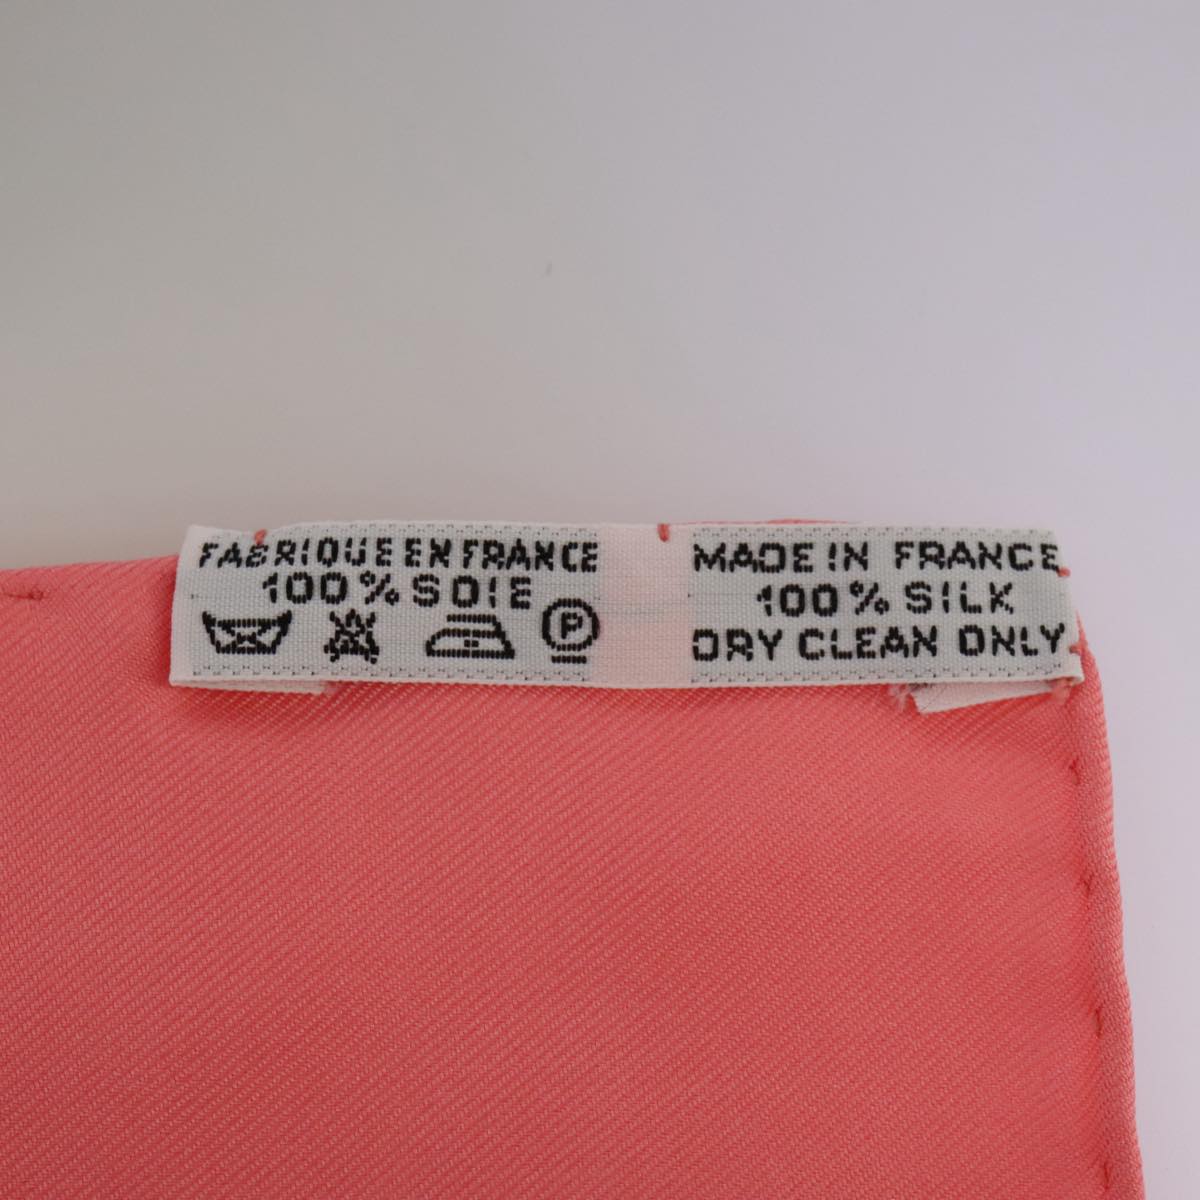 FABRIQUE EN FRANCE
100% SOIE
P
MADE IN FRANCE
100% SILK
DRY CLEAN ONLY